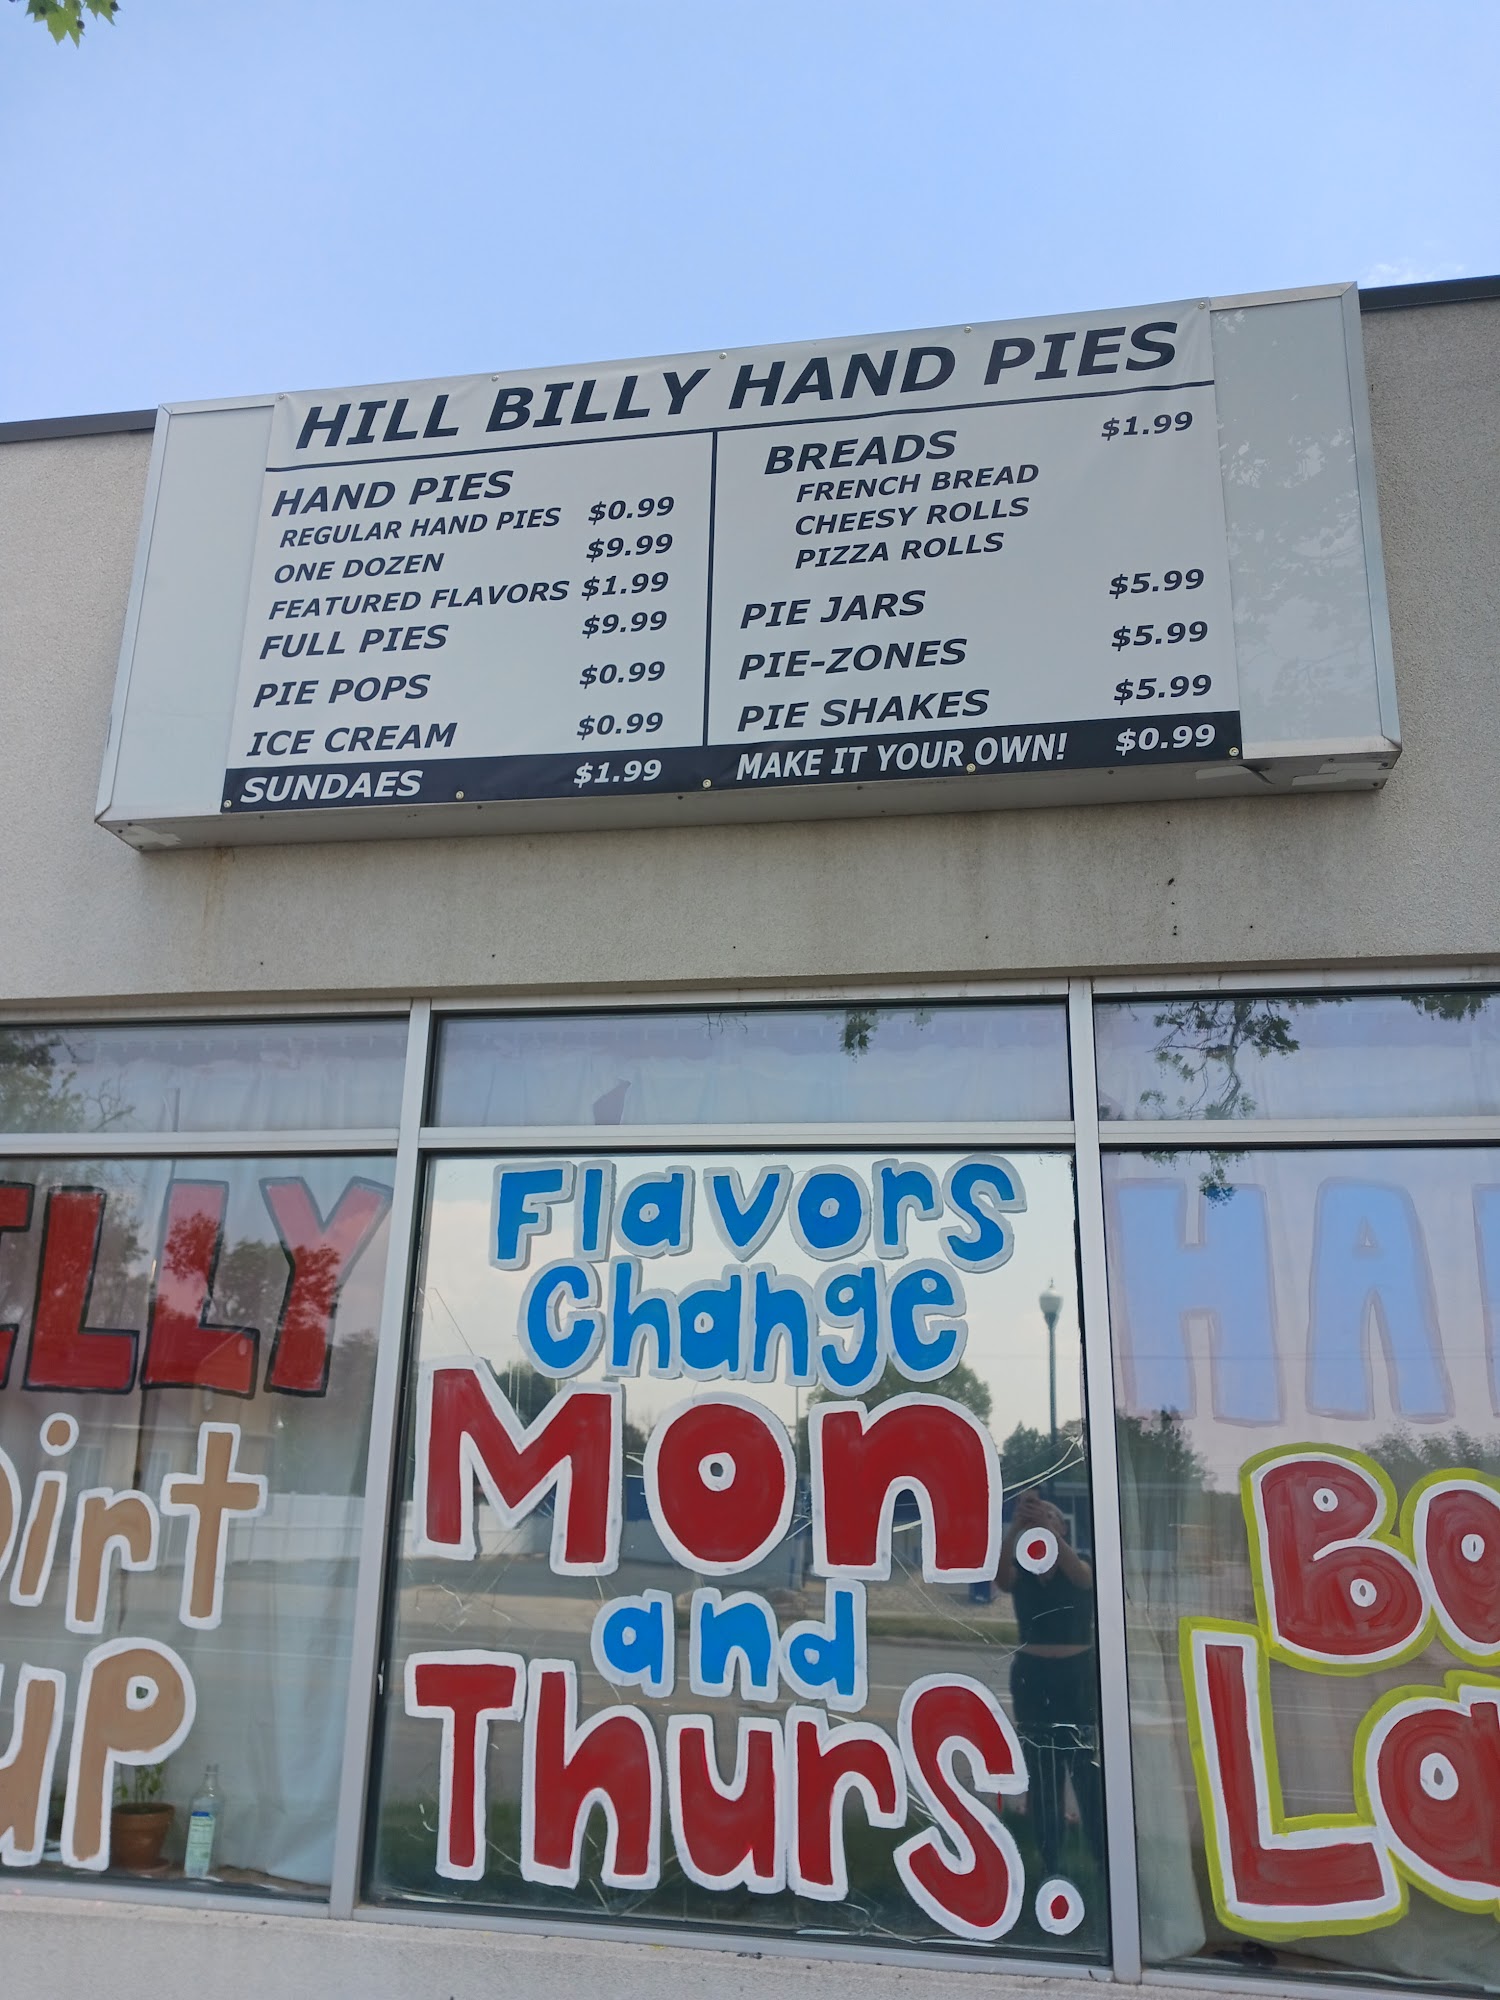 HILL BILLY HAND PIES
HAND PIES
REGULAR HAND PIES $0.99
ONE DOZEN $9.99
FEATURED FLAVORS $1.99
FULL PIES $9.99
PIE POPS $0.99
ICE CREAM $0.99
SUNDAES $1.99
BREADS $1.99
FRENCH BREAD
CHEESY ROLLS
PIZZA ROLLS
PIE JARS $5.99
PIE-ZONES $5.99
PIE SHAKES $5.99
MAKE IT YOUR OWN! $0.99
Flavors
Change
Mon.
and
Thurs.